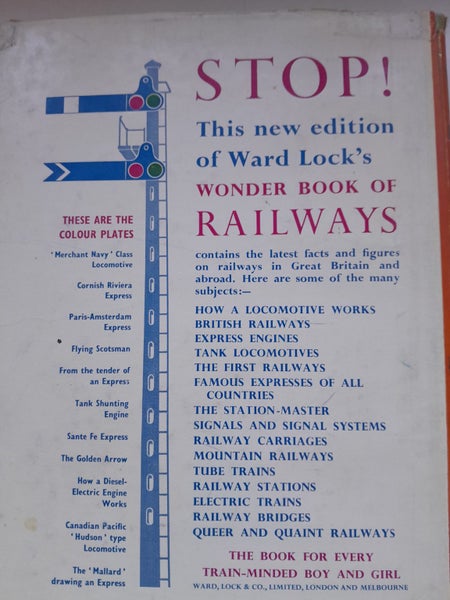 STOP!
This new edition
of Ward Lock's
WONDER BOOK OF
RAILWAYS
contains the latest facts and figures
on railways in Great Britain and
abroad. Here are some of the many
subjects:—
HOW A LOCOMOTIVE WORKS
BRITISH RAILWAYS
EXPRESS ENGINES
TANK LOCOMOTIVES
THE FIRST RAILWAYS
FAMOUS EXPRESSES OF ALL
COUNTRIES
THE STATION-MASTER
SIGNALS AND SIGNAL SYSTEMS
RAILWAY CARRIAGES
MOUNTAIN RAILWAYS
TUBE TRAINS
RAILWAY STATIONS
ELECTRIC TRAINS
RAILWAY BRIDGES
QUEER AND QUAINT RAILWAYS
THE BOOK FOR EVERY
TRAIN-MINDED BOY AND GIRL
WARD, LOCK & CO., LIMITED, LONDON AND MELBOURNE
THESE ARE THE
COLOUR PLATES
'Merchant Navy' Class
Locomotive
Cornish Riviera
Express
Paris-Amsterdam
Express
Flying Scotsman
From the tender of
an Express
Tank Shunting
Engine
Sante Fe Express
The Golden Arrow
How a Diesel-
Electric Engine
Works
Canadian Pacific
'Hudson' type
Locomotive
The 'Mallard'
drawing an Express